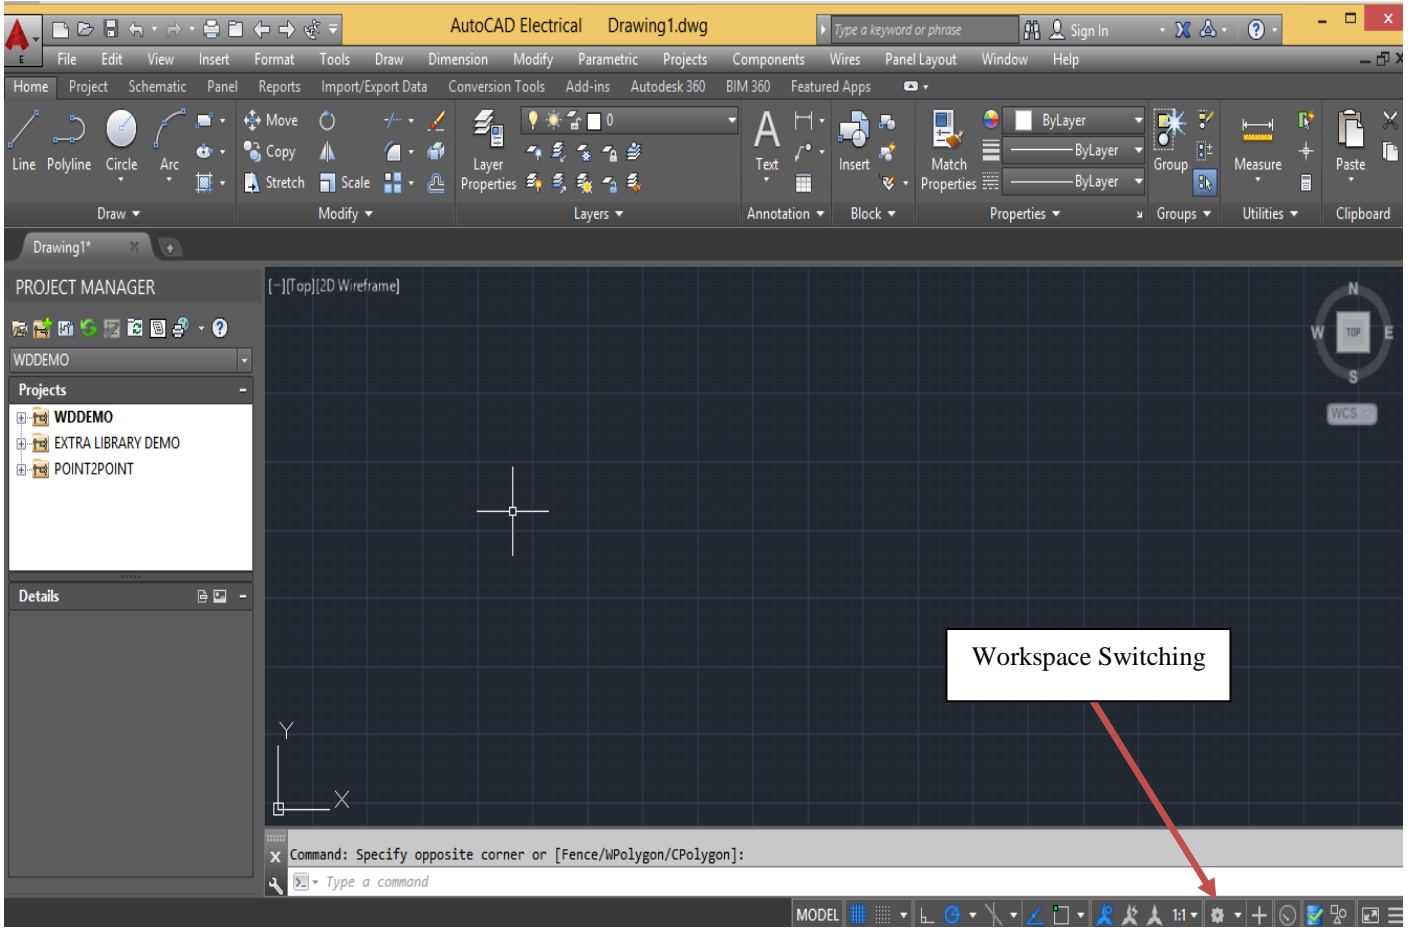 AutoCAD Electrical Drawing1.dwg
Type a keyword or phrase
Sign In
E
File Edit View Insert Format Tools Draw Dimension Modify Parametric Projects Components Wires Panel Layout Window Help
Home Project Schematic Panel Reports Import/Export Data Conversion Tools Add-ins Autodesk 360 BIM 360 Featured Apps
Line Polyline Circle Arc
Move
Copy
Stretch
Scale
Layer
Properties
0
Text
Insert
Match
Properties
ByLayer
ByLayer
ByLayer
Group
Measure
Paste
Draw Modify Layers Annotation Block Properties Groups Utilities Clipboard
Drawing1*
PROJECT MANAGER
WDDEMO
Projects
WDDEMO
EXTRA LIBRARY DEMO
POINT2POINT
Details
[−][Top][2D Wireframe]
N
W TOP E
S
WCS
Workspace Switching
Y
X
Command: Specify opposite corner or [Fence/WPolygon/CPolygon]:
Type a command
MODEL 1:1